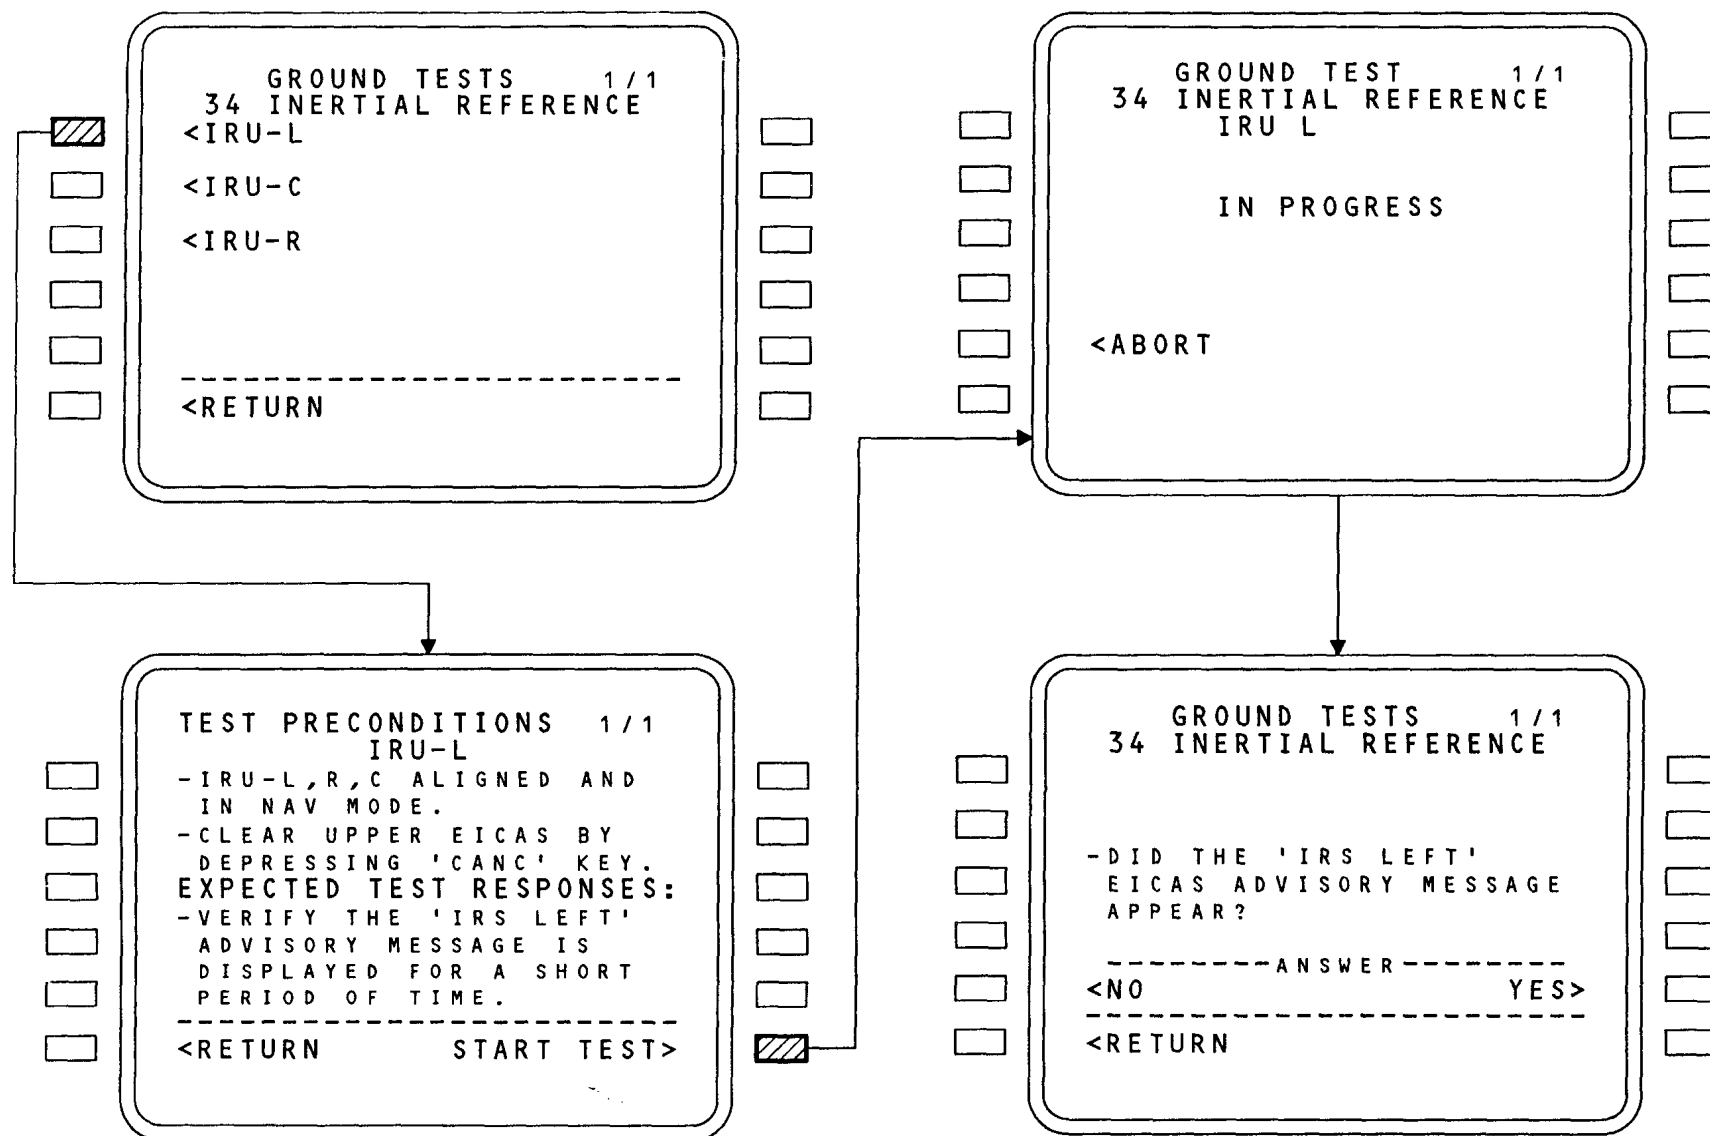 GROUND TESTS 1/1
34 INERTIAL REFERENCE
<IRU-L
<IRU-C
<IRU-R
<RETURN
TEST PRECONDITIONS 1/1
IRU-L
-IRU-L,R,C ALIGNED AND
IN NAV MODE.
-CLEAR UPPER EICAS BY
DEPRESSING 'CANC' KEY.
EXPECTED TEST RESPONSES:
-VERIFY THE 'IRS LEFT'
ADVISORY MESSAGE IS
DISPLAYED FOR A SHORT
PERIOD OF TIME.
<RETURN START TEST>
GROUND TEST 1/1
34 INERTIAL REFERENCE
IRU L
IN PROGRESS
<ABORT
GROUND TESTS 1/1
34 INERTIAL REFERENCE
-DID THE 'IRS LEFT'
EICAS ADVISORY MESSAGE
APPEAR?
---------ANSWER--------
<NO YES>
<RETURN